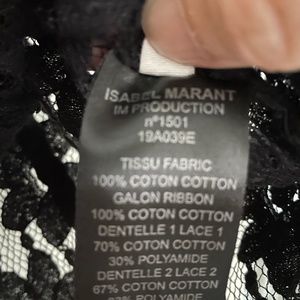 ISABEL MARANT
IM PRODUCTION
n°1501
19A039E
TISSU FABRIC
100% COTON COTTON
GALON RIBBON
100% COTON COTTON
DENTELLE 1 LACE 1
70% COTON COTTON
30% POLYAMIDE
DENTELLE 2 LACE 2
67% COTON COTTON
POLYAMIDE